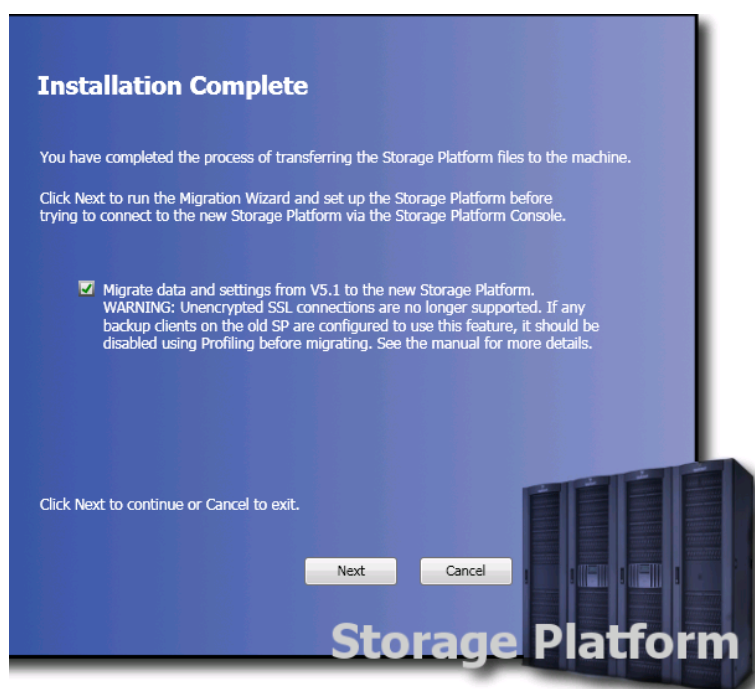 Installation Complete
You have completed the process of transferring the Storage Platform files to the machine.
Click Next to run the Migration Wizard and set up the Storage Platform before
trying to connect to the new Storage Platform via the Storage Platform Console.
Migrate data and settings from V5.1 to the new Storage Platform.
WARNING: Unencrypted SSL connections are no longer supported. If any
backup clients on the old SP are configured to use this feature, it should be
disabled using Profiling before migrating. See the manual for more details.
Click Next to continue or Cancel to exit.
Next Cancel
Storage Platform